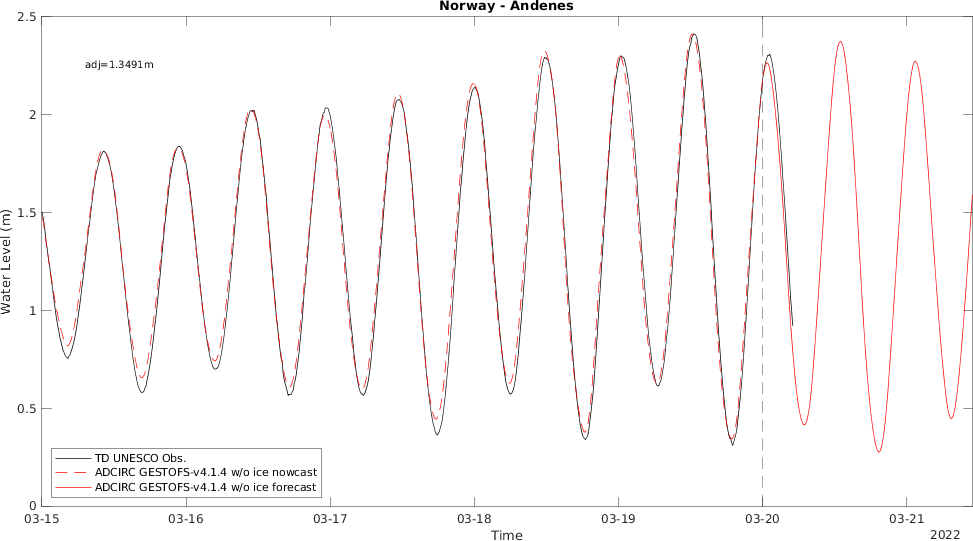 Norway - Andenes
2.5
adj=1.3491m
2
1.5
Water Level (m)
1
0.5
TD UNESCO Obs.
ADCIRC GESTOFS-v4.1.4 w/o ice nowcast
ADCIRC GESTOFS-v4.1.4 w/o ice forecast
0
03-15 03-16 03-17 03-18 03-19 03-20 03-21
Time
2022